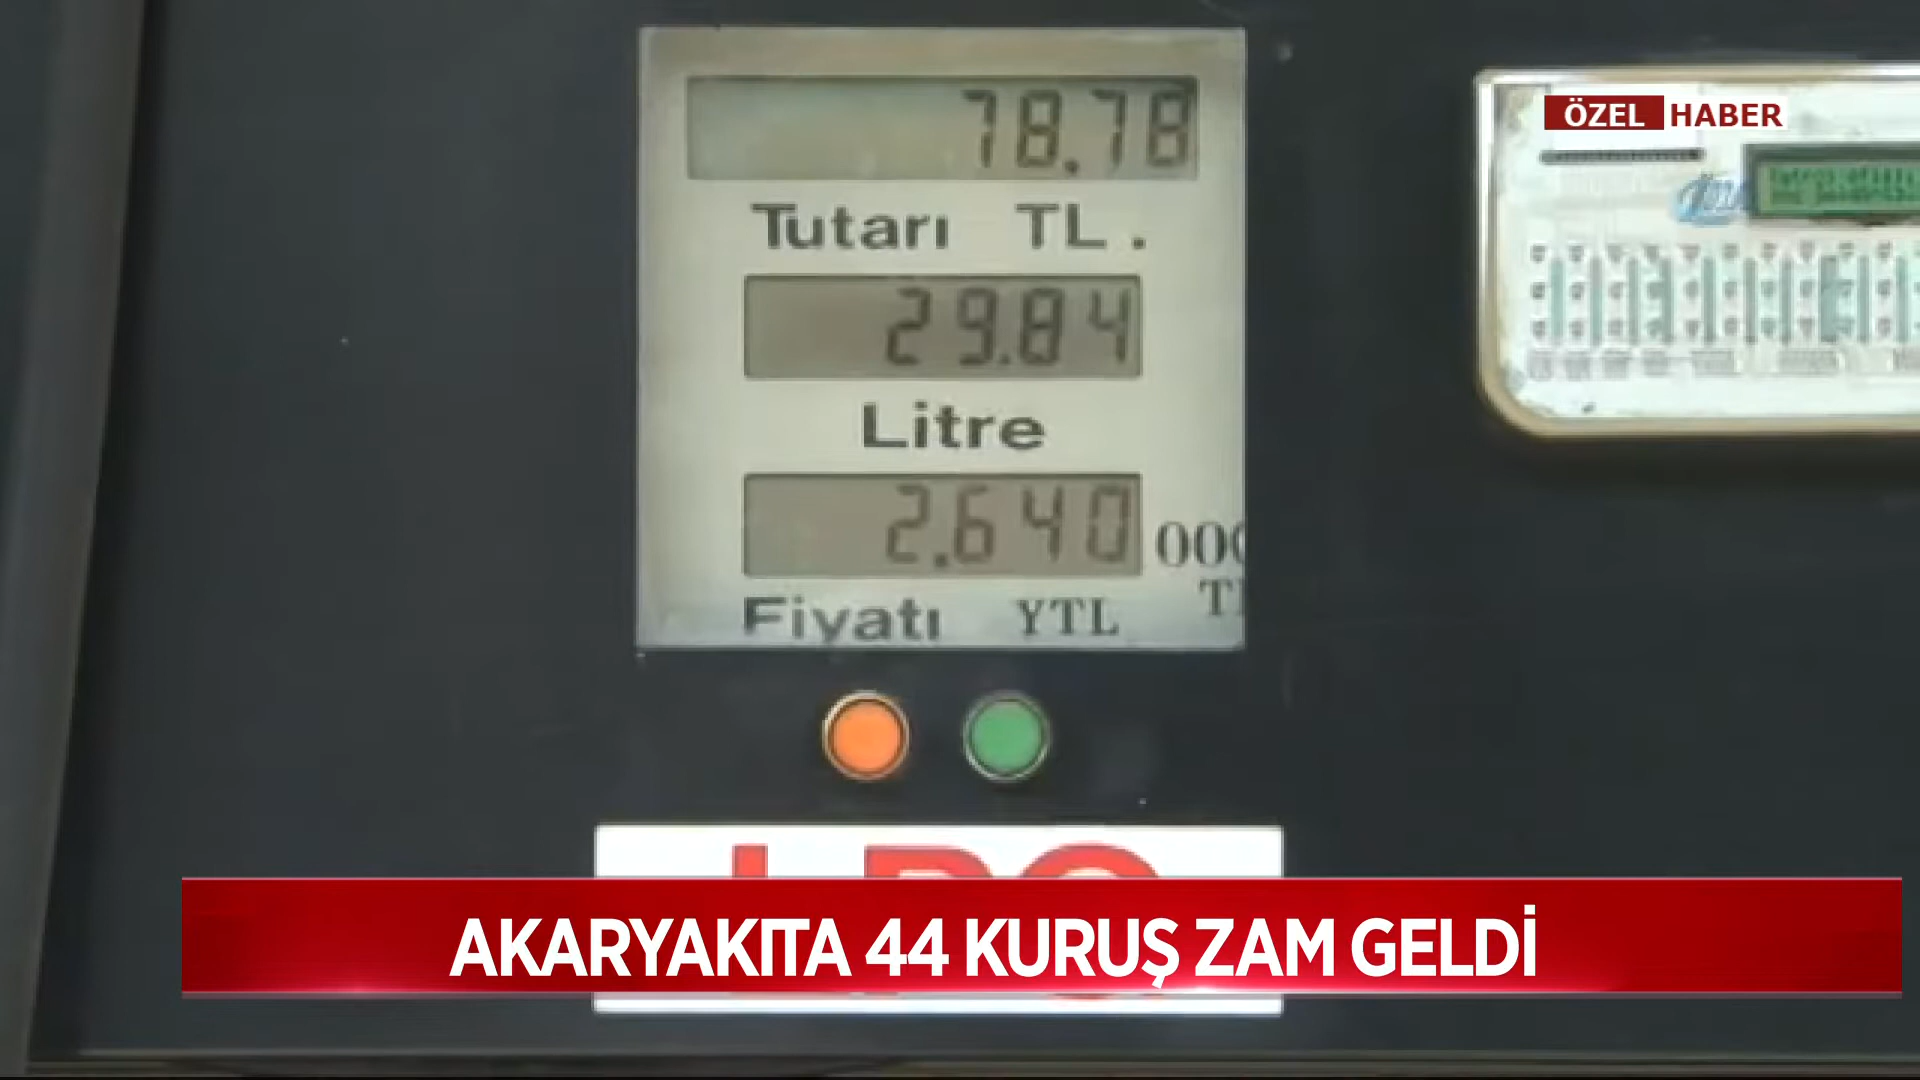 78.78
ÖZEL HABER
Tutarı TL.
29.84
Litre
2.640
Fiyatı YTL
AKARYAKITA 44 KURUŞ ZAM GELDİ